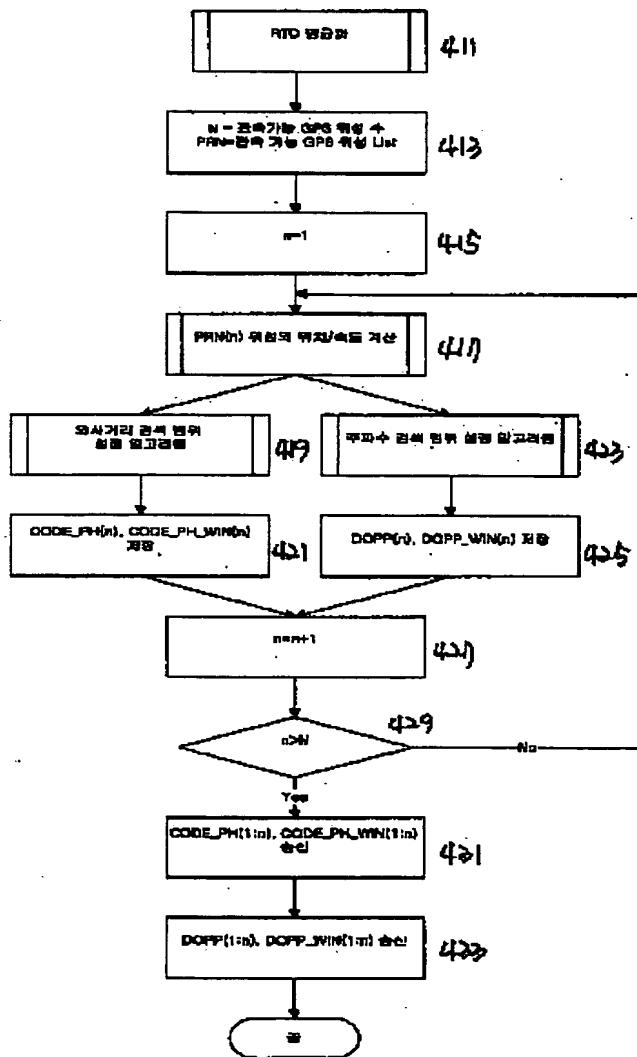 RTD 평균화
411
N = 관측가능 GPS 위성 수
PRN=관측 가능 GPS 위성 List
413
n=1
415
PRN(n) 위성의 위치/속도 계산
417
의사거리 검색 범위
설정 알고리즘
419
주파수 검색 범위 설정 알고리즘
423
CODE_PH(n), CODE_PH_WIN(n)
저장
421
DOPP(n), DOPP_WIN(n) 저장
425
n=n+1
427
n>N
429
No
Yes
CODE_PH(1:n), CODE_PH_WIN(1:n)
송신
431
DOPP(1:n), DOPP_WIN(1:n) 송신
433
끝